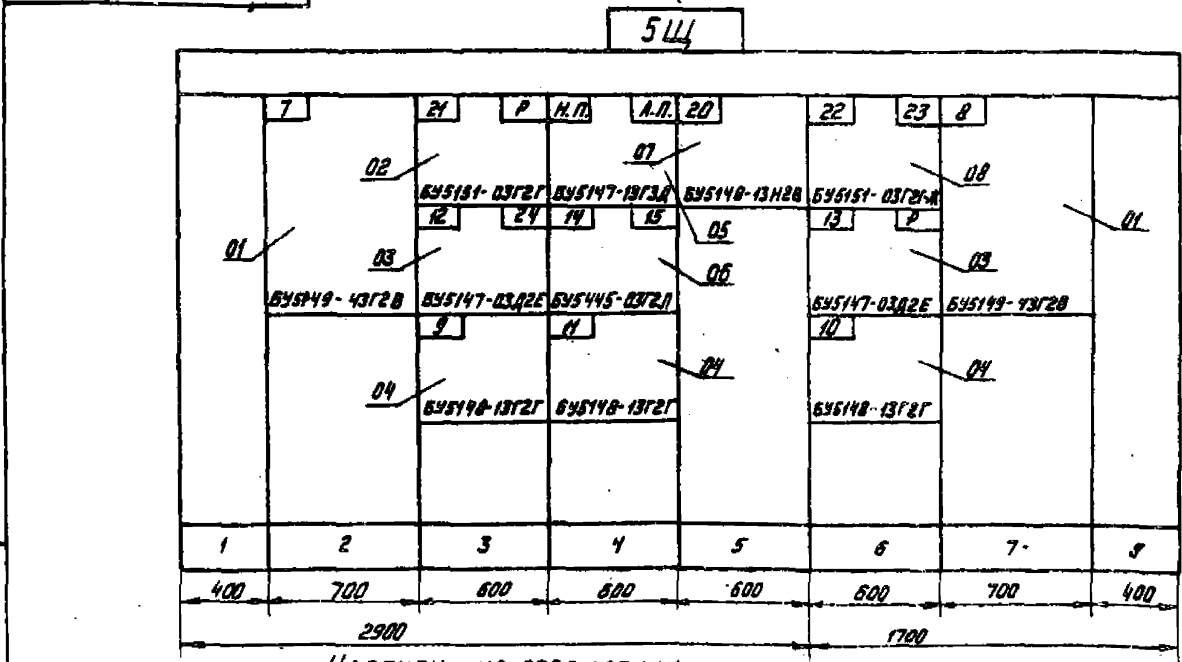 5Щ
7 21 Р Н.П. А.П. 20 22 23 8
02 07 08
БУ5151-03Г2Г БУ5147-13Г3Д БУ5148-13Н2В БУ5151-03Г2Г-К
12 24 14 15 13 Р
01 03 06 05 03 01
БУ5149-43Г2В БУ5147-03Д2Е БУ5445-03Г2Л БУ5147-03Д2Е БУ5149-43Г2В
9 11 10
04 04 04
БУ5148-13Г2Г БУ5148-13Г2Г БУ5148-13Г2Г
1 2 3 4 5 6 7
400 700 600 600 600 600 700 400
2900 1700